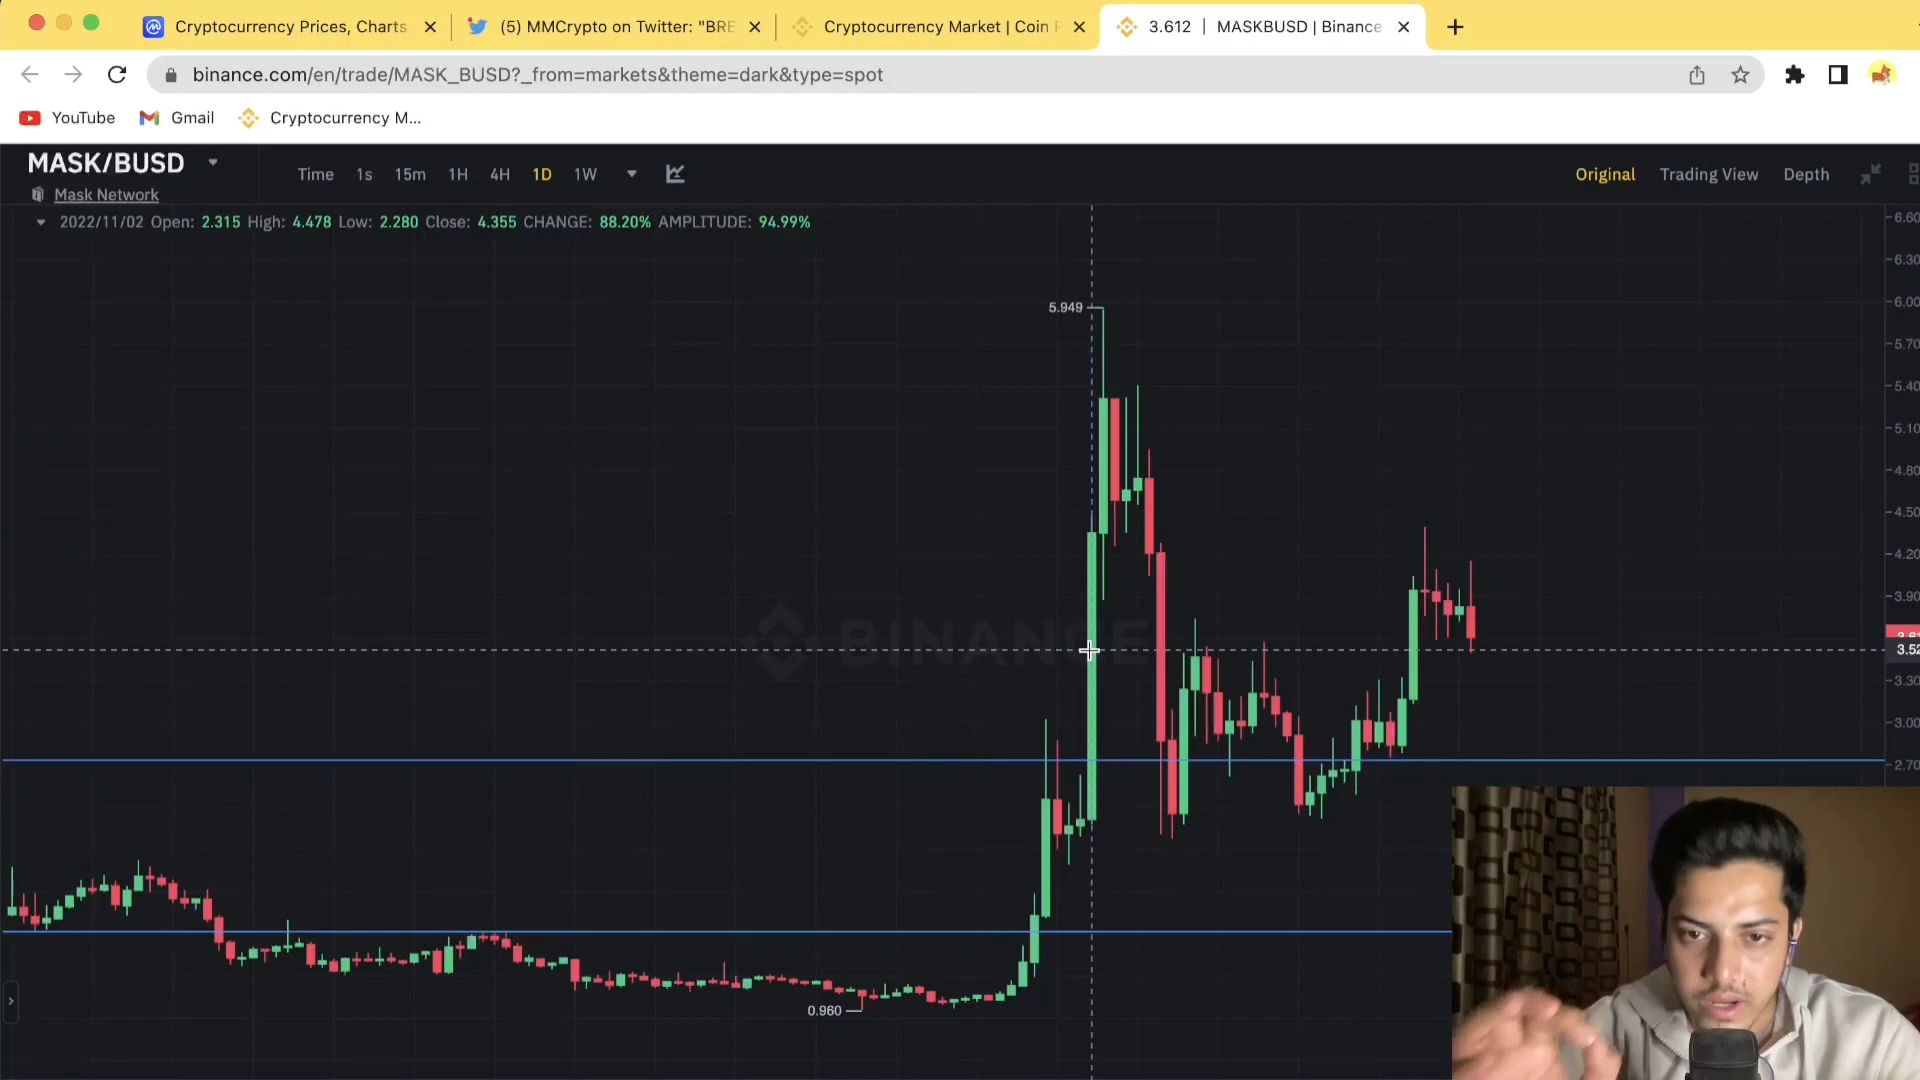 Cryptocurrency Prices, Charts
(5) MMCrypto on Twitter: "BRE
Cryptocurrency Market | Coin
3.612 | MASKBUSD | Binance
binance.com/en/trade/MASK_BUSD?_from=markets&theme=dark&type=spot
YouTube
Gmail
Cryptocurrency M...
MASK/BUSD
Mask Network
Time 1s 15m 1H 4H 1D 1W
Original Trading View Depth
2022/11/02 Open: 2.315 High: 4.478 Low: 2.280 Close: 4.355 CHANGE: 88.20% AMPLITUDE: 94.99%
6.60
6.30
5.949
6.00
5.70
5.40
5.10
4.80
4.50
4.20
3.90
BINANCE
3.52
3.30
3.00
2.70
0.960